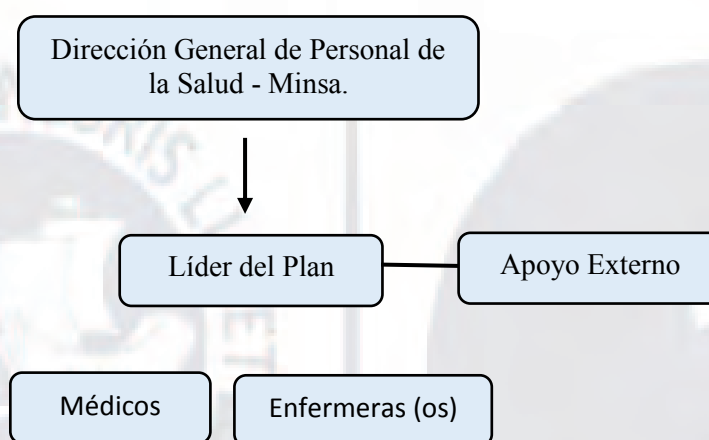 Dirección General de Personal de
la Salud - Minsa.
Líder del Plan
Apoyo Externo
Médicos
Enfermeras (os)